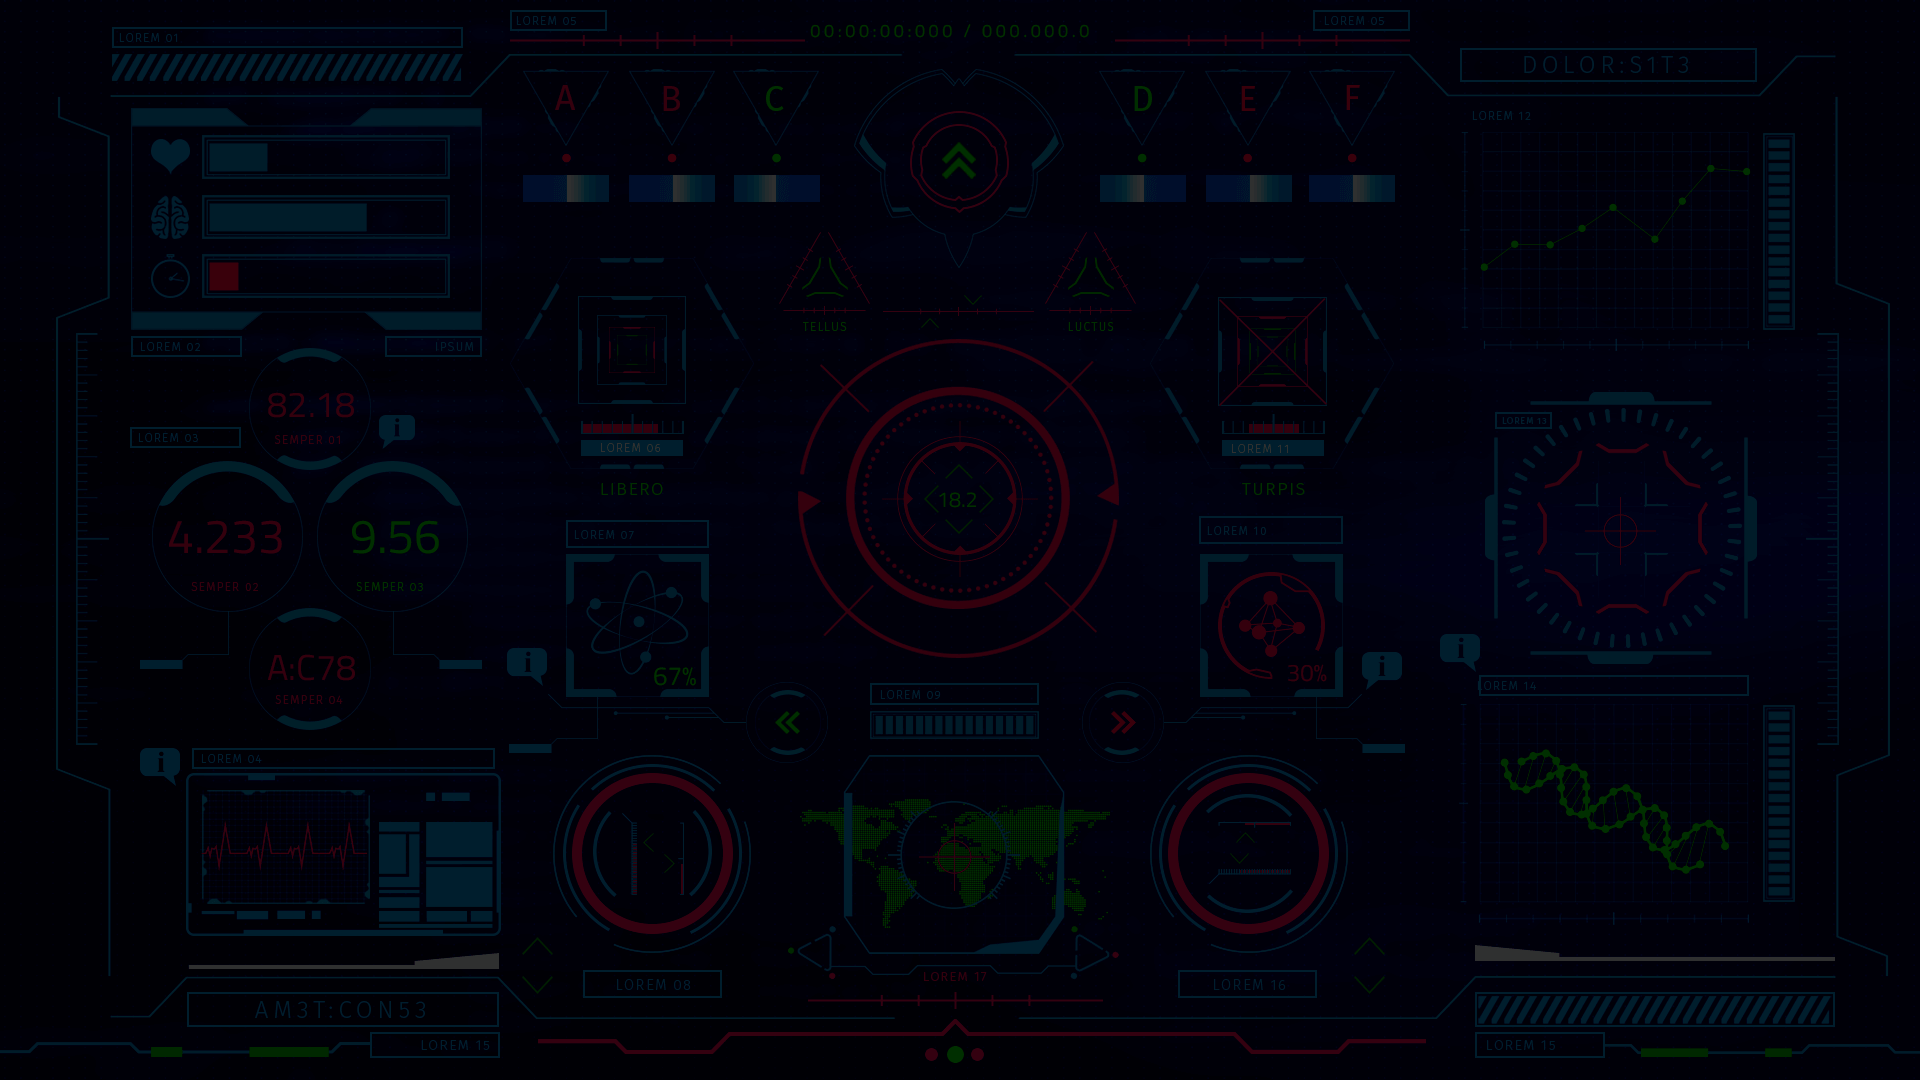 LOREM 05
LOREM 05
00:00:00:000 / 000.000.0
LOREM 01
DOLOR:S1T3
A
B
C
D
E
F
LOREM 12
TELLUS
LUCTUS
LOREM 02
IPSUM
82.18
SEMPER 01
LOREM 03
i
LOREM 13
LOREM 06
LOREM 11
LIBERO
TURPIS
18.2
4.233
SEMPER 02
9.56
SEMPER 03
LOREM 07
LOREM 10
67%
30%
i
i
i
A:C78
SEMPER 04
LOREM 14
LOREM 09
i
LOREM 04
LOREM 17
LOREM 08
LOREM 16
AM3T:CON53
LOREM 15
LOREM 15